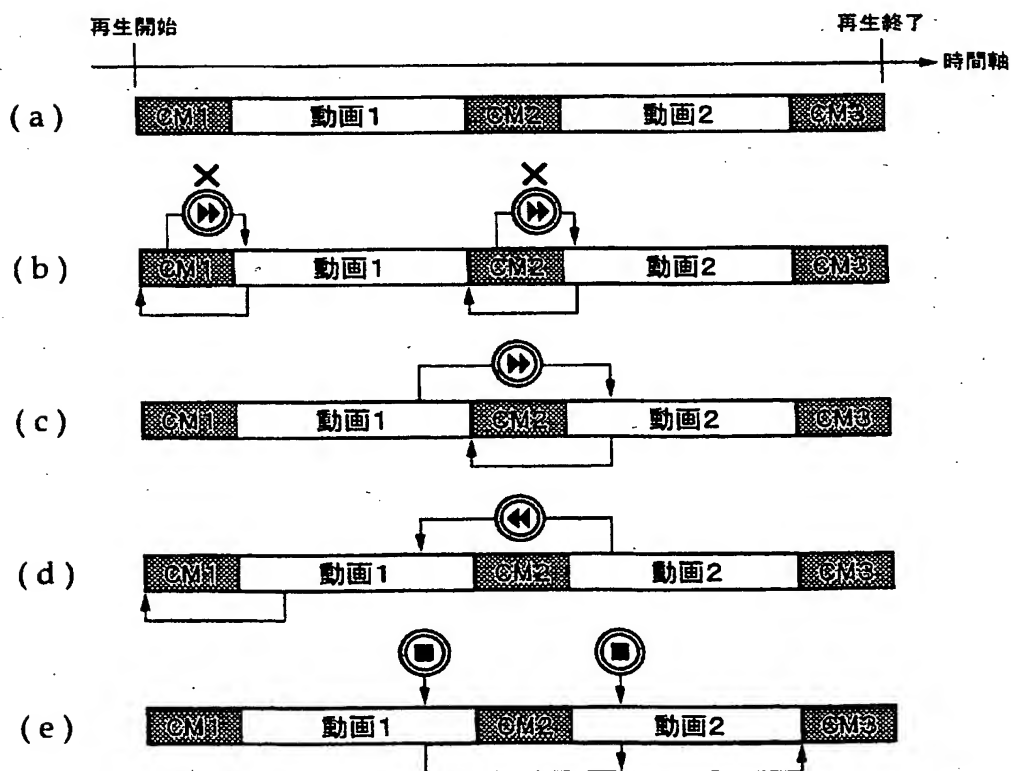 再生開始
再生終了
時間軸
(a) CM1 動画1 CM2 動画2 CM3
(b) CM1 動画1 CM2 動画2 CM3
(c) CM1 動画1 CM2 動画2 CM3
(d) CM1 動画1 CM2 動画2 CM3
(e) CM1 動画1 CM2 動画2 CM3